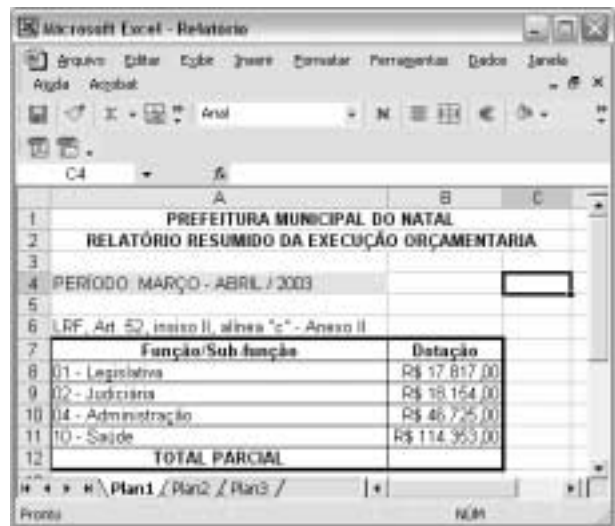 Microsoft Excel - Relatório
Arquivo Editar Exibir Inserir Formatar Ferramentas Dados Janela
Ajuda Acrobat
Arial N €
C4 fx
A B C
1 PREFEITURA MUNICIPAL DO NATAL
2 RELATÓRIO RESUMIDO DA EXECUÇÃO ORÇAMENTARIA
3
4 PERÍODO: MARÇO - ABRIL / 2003
5
6 LRF, Art. 52, inciso II, alínea "c" - Anexo II
7 Função/Sub-função Dotação
8 01 - Legislativa R$ 17.817,00
9 02 - Judiciária R$ 18.154,00
10 04 - Administração R$ 46.725,00
11 10 - Saúde R$ 114.353,00
12 TOTAL PARCIAL
Plan1 / Plan2 / Plan3 /
Pronto NÚM